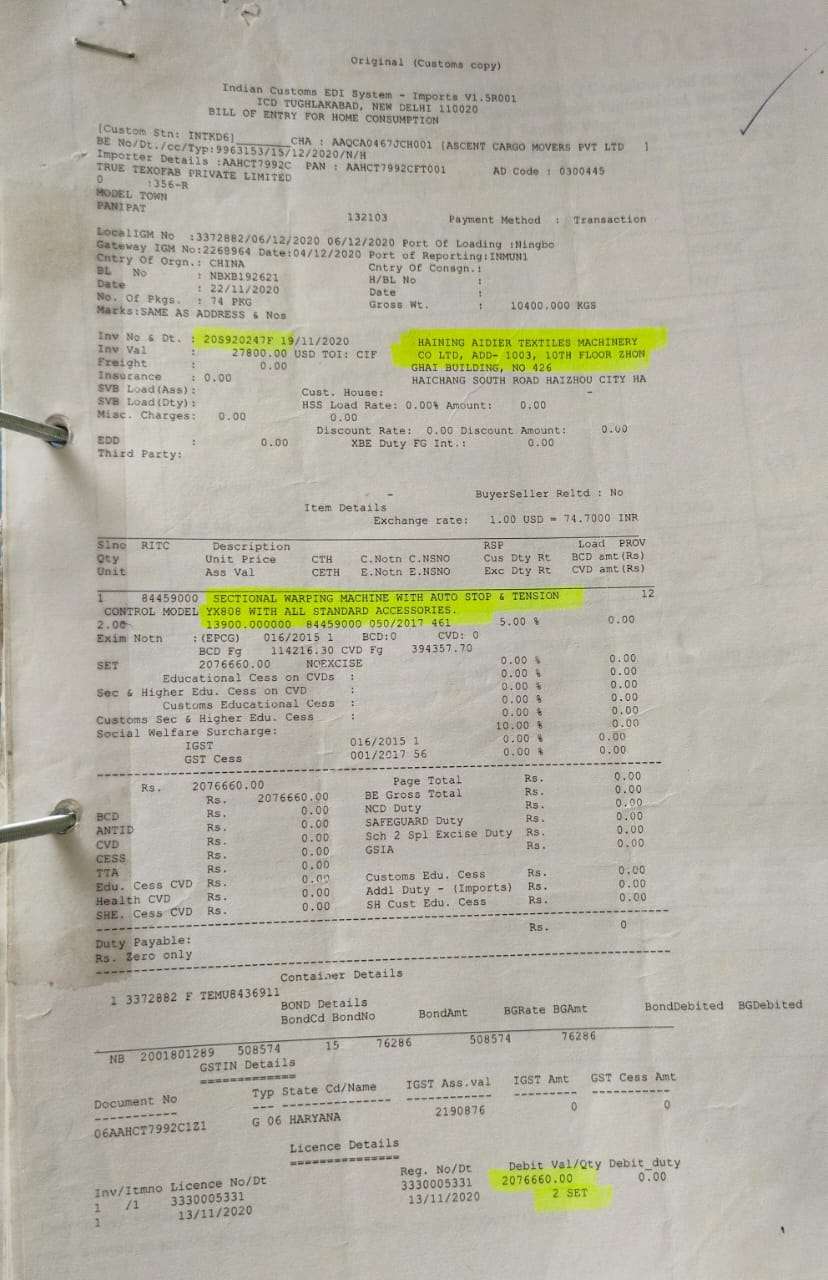 Original (Customs copy)
Indian Customs EDI System - Imports V1.5R001
ICD TUGHLAKABAD, NEW DELHI 110020
BILL OF ENTRY FOR HOME CONSUMPTION
[Custom Stn: INTKD6]_______CHA : AAQCA0467JCH001 [ASCENT CARGO MOVERS PVT LTD ]
BE No/Dt./cc/Typ:9963153/15/12/2020/N/H
Importer Details :AAHCT7992C PAN : AAHCT7992CFT001 AD Code : 0300445
TRUE TEXOFAB PRIVATE LIMITED
0 :356-R
MODEL TOWN
PANIPAT
132103 Payment Method : Transaction
LocalIGM No :3372882/06/12/2020 06/12/2020 Port Of Loading :Ningbo
Gateway IGM No:2268964 Date:04/12/2020 Port of Reporting:INMUN1
Cntry Of Orgn.: CHINA Cntry Of Consgn.:
BL No : NBXB192621 H/BL No :
Date : 22/11/2020 Date :
No. Of Pkgs. : 74 PKG Gross Wt. : 10400.000 KGS
Marks:SAME AS ADDRESS & Nos
Inv No & Dt. : 20S920247F 19/11/2020 HAINING AIDIER TEXTILES MACHINERY
Inv Val : 27800.00 USD TOI: CIF CO LTD, ADD- 1003, 10TH FLOOR ZHON
Freight : 0.00 GHAI BUILDING, NO 426
Insurance : 0.00 HAICHANG SOUTH ROAD HAIZHOU CITY HA
SVB Load(Ass): Cust. House: -
SVB Load(Dty): HSS Load Rate: 0.00% Amount: 0.00
Misc. Charges: 0.00 0.00
Discount Rate: 0.00 Discount Amount: 0.00
EDD : 0.00 XBE Duty FG Int.: 0.00
Third Party:
- BuyerSeller Reltd : No
Item Details
Exchange rate: 1.00 USD = 74.7000 INR
Slno RITC Description RSP Load PROV
Qty Unit Price CTH C.Notn C.NSNO Cus Dty Rt BCD amt(Rs)
Unit Ass Val CETH E.Notn E.NSNO Exc Dty Rt CVD amt(Rs)
1 84459000 SECTIONAL WARPING MACHINE WITH AUTO STOP & TENSION 12
CONTROL MODEL YX808 WITH ALL STANDARD ACCESSORIES.
2.00 13900.000000 84459000 050/2017 461 5.00 % 0.00
Exim Notn :(EPCG) 016/2015 1 BCD:0 CVD: 0
BCD Fg 114216.30 CVD Fg 394357.70
SET 2076660.00 NOEXCISE 0.00 % 0.00
Educational Cess on CVDs : 0.00 % 0.00
Sec & Higher Edu. Cess on CVD : 0.00 % 0.00
Customs Educational Cess : 0.00 % 0.00
Customs Sec & Higher Edu. Cess : 0.00 % 0.00
Social Welfare Surcharge: 10.00 % 0.00
IGST 016/2015 1 0.00 % 0.00
GST Cess 001/2017 56 0.00 % 0.00
Rs. 2076660.00 Page Total Rs. 0.00
Rs. 2076660.00 BE Gross Total Rs. 0.00
BCD Rs. 0.00 NCD Duty Rs. 0.00
ANTID Rs. 0.00 SAFEGUARD Duty Rs. 0.00
CVD Rs. 0.00 Sch 2 Spl Excise Duty Rs. 0.00
CESS Rs. 0.00 GSIA Rs. 0.00
TTA Rs. 0.00
Edu. Cess CVD Rs. 0.00 Customs Edu. Cess Rs. 0.00
Health CVD Rs. 0.00 Addl Duty - (Imports) Rs. 0.00
SHE. Cess CVD Rs. 0.00 SH Cust Edu. Cess Rs. 0.00
Rs. 0
Duty Payable:
Rs. Zero only
Container Details
1 3372882 F TEMU8436911
BOND Details
BondCd BondNo BondAmt BGRate BGAmt BondDebited BGDebited
NB 2001801289 508574 15 76286 508574 76286
GSTIN Details
=============
Document No Typ State Cd/Name IGST Ass.val IGST Amt GST Cess Amt
06AAHCT7992C1Z1 G 06 HARYANA 2190876 0 0
Licence Details
===============
Inv/Itmno Licence No/Dt Reg. No/Dt Debit Val/Qty Debit_duty
1 /1 3330005331 3330005331 2076660.00 0.00
1 13/11/2020 13/11/2020 2 SET